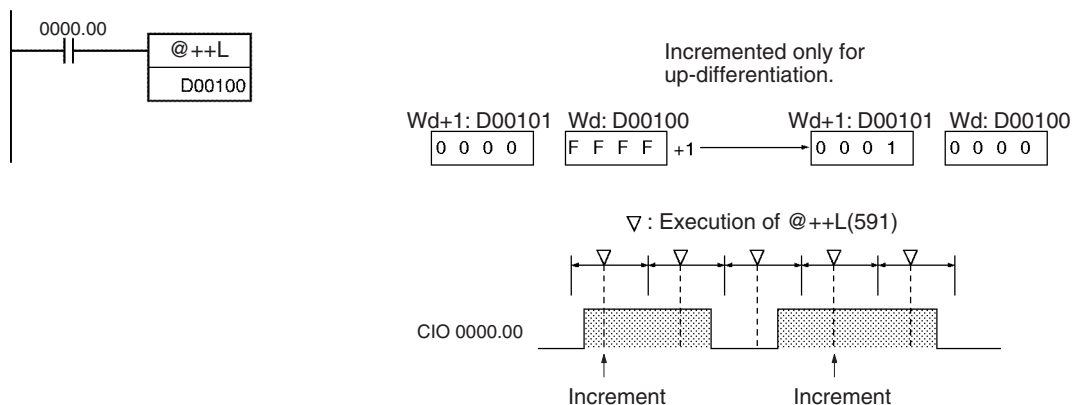 0000.00
@++L
D00100
Incremented only for
up-differentiation.
Wd+1: D00101 Wd: D00100 Wd+1: D00101 Wd: D00100
0 0 0 0 F F F F +1 0 0 0 1 0 0 0 0
▽ : Execution of @++L(591)
CIO 0000.00
Increment Increment